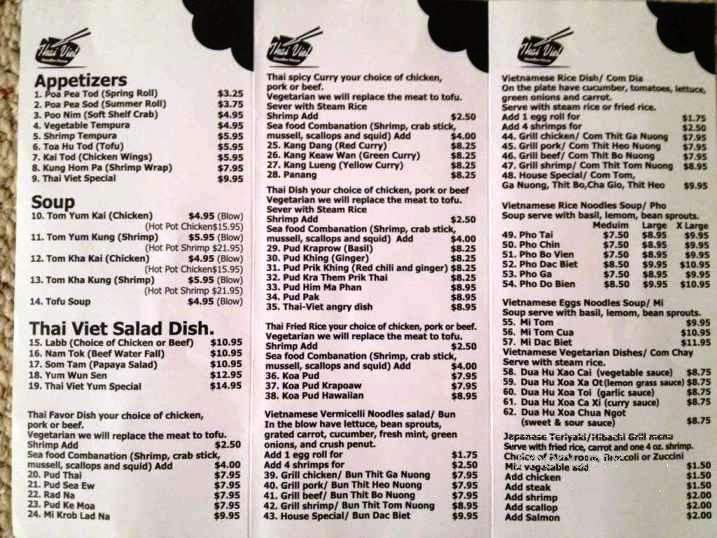 Thai Viet
Appetizers
1. Poa Pea Tod (Spring Roll) $3.25
2. Poa Pea Sod (Summer Roll) $3.75
3. Poo Nim (Soft Shelf Crab) $4.95
4. Vegetable Tempura $4.95
5. Shrimp Tempura $5.95
6. Toa Hu Tod (Tofu) $5.95
7. Kai Tod (Chicken Wings) $5.95
8. Kung Hom Pa (Shrimp Wrap) $7.95
9. Thai Viet Special $9.95
Soup
10. Tom Yum Kai (Chicken) $4.95 (Blow)
(Hot Pot Chicken$15.95)
11. Tom Yum Kung (Shrimp) $5.95 (Blow)
(Hot Pot Shrimp $21.95)
12. Tom Kha Kai (Chicken) $4.95 (Blow)
(Hot Pot Chicken$15.95)
13. Tom Kha Kung (Shrimp) $5.95 (Blow)
(Hot Pot Shrimp $21.95)
14. Tofu Soup $4.95 (Blow)
Thai Viet Salad Dish.
15. Labb (Choice of Chicken or Beef) $10.95
16. Nam Tok (Beef Water Fall) $10.95
17. Som Tam (Papaya Salad) $10.95
18. Yum Wun Sen $12.95
19. Thai Viet Yum Special $14.95
Thai Favor Dish your choice of chicken,
pork or beef.
Vegetarian we will replace the meat to tofu.
Shrimp Add $2.50
Sea food Combanation (Shrimp, crab stick,
mussell, scallops and squid) Add $4.00
20. Pud Thai $7.95
21. Pud Sea Ew $7.95
22. Rad Na $7.95
23. Pud Ke Moa $7.95
24. Mi Krob Lad Na $9.95
Thai Viet
Thai spicy Curry your choice of chicken,
pork or beef.
Vegetarian we will replace the meat to tofu.
Sever with Steam Rice
Shrimp Add $2.50
Sea food Combanation (Shrimp, crab stick,
mussell, scallops and squid) Add $4.00
25. Kang Dang (Red Curry) $8.25
26. Kang Keaw Wan (Green Curry) $8.25
27. Kang Lueng (Yellow Curry) $8.25
28. Panang $8.25
Thai Dish your choice of chicken, pork or beef
Vegetarian we will replace the meat to tofu.
Sever with Steam Rice
Shrimp Add $2.50
Sea food Combanation (Shrimp, crab stick,
mussell, scallops and squid) Add $4.00
29. Pud Kraprow (Basil) $8.25
30. Pud Khing (Ginger) $8.25
31. Pud Prik Khing (Red chili and ginger) $8.25
32. Pud Kra Them Prik Thai $8.25
33. Pud Him Ma Phan $8.95
34. Pud Pak $8.95
35. Thai-Viet angry dish $8.95
Thai Fried Rice your choice of chicken, pork or beef.
Vegetarian we will replace the meat to tofu.
Shrimp Add $2.50
Sea food Combanation (Shrimp, crab stick,
mussell, scallops and squid) Add $4.00
36. Koa Pud $7.95
37. Koa Pud Krapaow $7.95
38. Koa Pud Hawaiian $8.95
Vietnamese Vermicelli Noodles salad/ Bun
In the blow have lettuce, bean sprouts,
grated carrot, cucumber, fresh mint, green
onions, and crush penut.
Add 1 egg roll for $1.75
Add 4 shrimps for $2.50
39. Grill chicken/ Bun Thit Ga Nuong $7.95
40. Grill pork/ Bun Thit Heo Nuong $7.95
41. Grill beef/ Bun Thit Bo Nuong $7.95
42. Grill shrimp/ Bun Thit Tom Nuong $8.95
43. House Special/ Bun Dac Biet $9.95
Thai Viet
Vietnamese Rice Dish/ Com Dia
On the plate have cucumber, tomatoes, lettuce,
green onions and carrot.
Serve with steam rice or fried rice.
Add 1 egg roll for $1.75
Add 4 shrimps for $2.50
44. Grill chicken/ Com Thit Ga Nuong $7.95
45. Grill pork/ Com Thit Heo Nuong $7.95
46. Grill beef/ Com Thit Bo Nuong $7.95
47. Grill shrimp/ Com Thit Tom Nuong $8.95
48. House Special/ Com Tom,
Ga Nuong, Thit Bo,Cha Gio, Thit Heo $9.95
Vietnamese Rice Noodles Soup/ Pho
Soup serve with basil, lemon, bean sprouts.
Meduim Large X Large
49. Pho Tai $7.50 $8.95 $9.95
50. Pho Chin $7.50 $8.95 $9.95
51. Pho Bo Vien $7.50 $8.95 $9.95
52. Pho Dac Biet $8.50 $9.95 $10.95
53. Pho Ga $7.50 $8.95 $9.95
54. Pho Do Bien $8.50 $9.95 $10.95
Vietnamese Eggs Noodles Soup/ Mi
Soup serve with basil, lemon, bean sprouts.
55. Mi Tom $9.95
56. Mi Tom Cua $10.95
57. Mi Dac Biet $11.95
Vietnamese Vegetarian Dishes/ Com Chay
Serve with steam rice.
58. Dua Hu Xao Cai (vegetable sauce) $8.75
59. Dua Hu Xoa Xa Ot(lemon grass sauce) $8.75
60. Dua Hu Xoa Toi (garlic sauce) $8.75
61. Dua Hu Xoa Ca Xi (curry sauce) $8.75
62. Dua Hu Xoa Chua Ngot
(sweet & sour sauce) $8.75
Japanese Teriyaki/Hibachi Grill menu
Serve with fried rice, carrot and one 4 oz. shrimp.
Choice of Mushroom, Broccoli or Zuccini
Mix vegetable add $1.50
Add chicken $1.50
Add steak $1.50
Add shrimp $2.00
Add scallop $2.00
Add Salmon $2.00